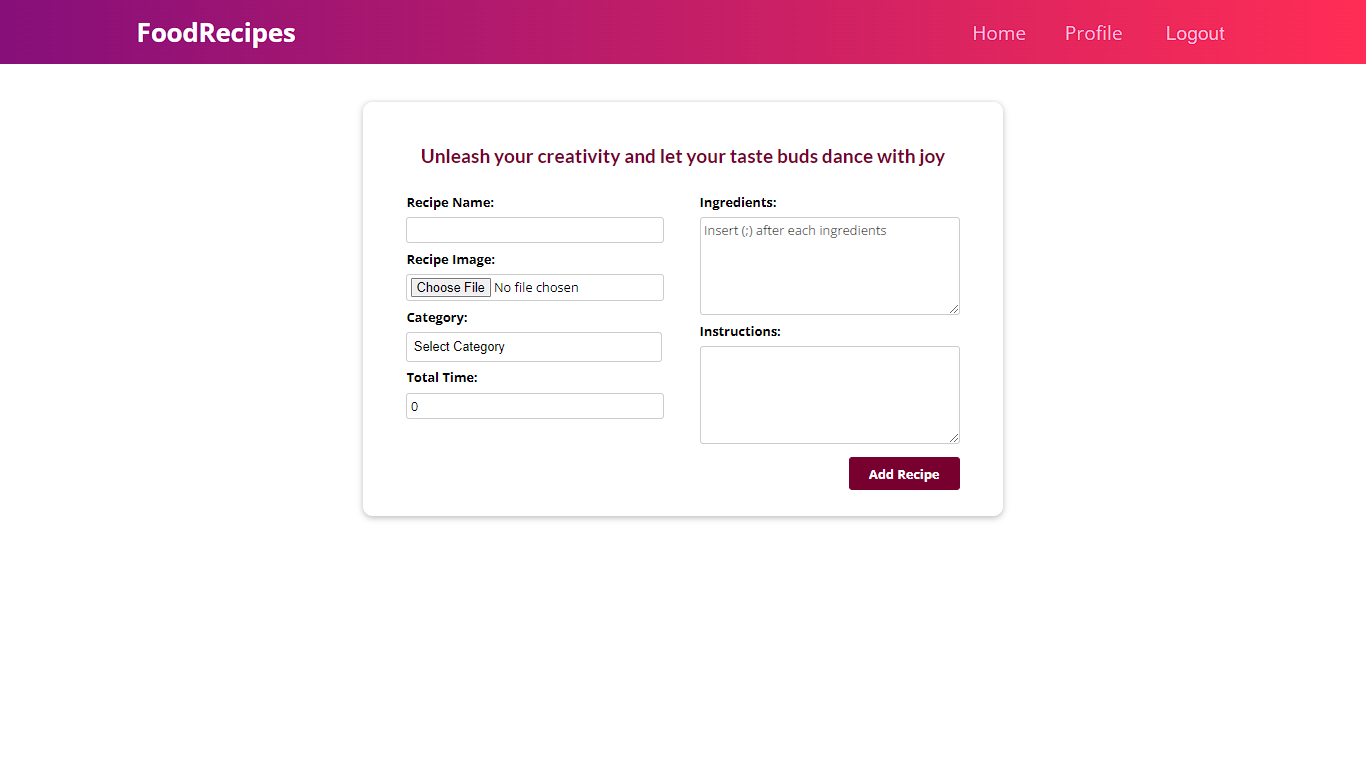 FoodRecipes
Home Profile Logout
Unleash your creativity and let your taste buds dance with joy
Recipe Name:
Recipe Image:
Choose File No file chosen
Category:
Select Category
Total Time:
0
Ingredients:
Insert (;) after each ingredients
Instructions:
Add Recipe